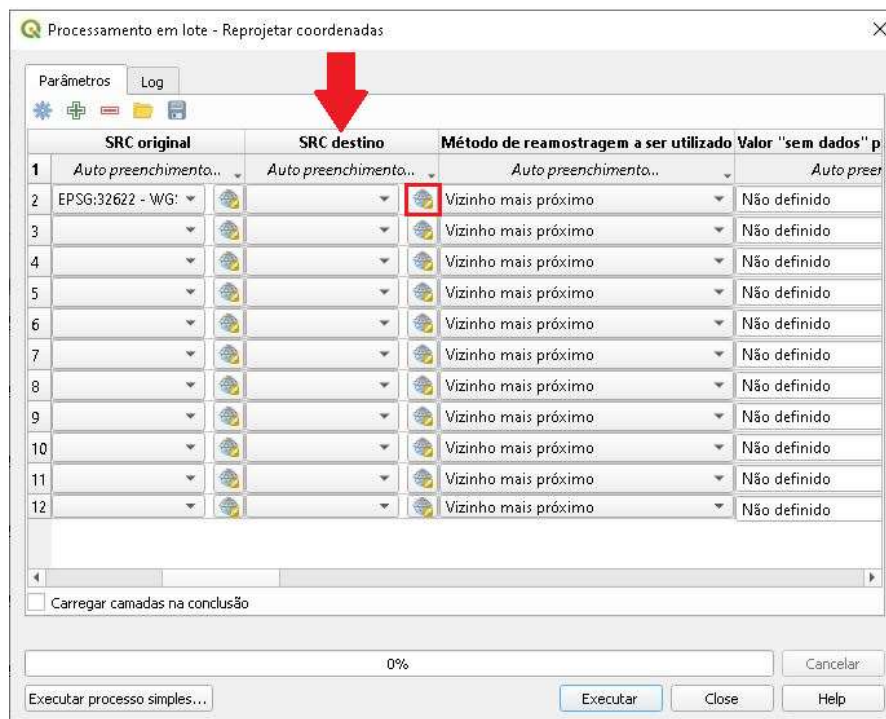 Processamento em lote - Reprojetar coordenadas
Parâmetros Log
SRC original SRC destino Método de reamostragem a ser utilizado Valor "sem dados" p
1 Auto preenchimento... Auto preenchimento... Auto preenchimento... Auto preer
2 EPSG:32622 - WG: Vizinho mais próximo Não definido
3 Vizinho mais próximo Não definido
4 Vizinho mais próximo Não definido
5 Vizinho mais próximo Não definido
6 Vizinho mais próximo Não definido
7 Vizinho mais próximo Não definido
8 Vizinho mais próximo Não definido
9 Vizinho mais próximo Não definido
10 Vizinho mais próximo Não definido
11 Vizinho mais próximo Não definido
12 Vizinho mais próximo Não definido
Carregar camadas na conclusão
0% Cancelar
Executar processo simples... Executar Close Help